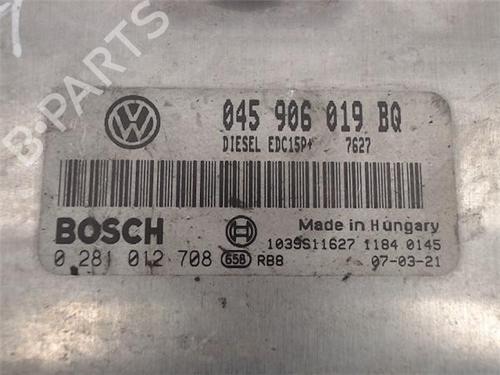 B-PARTS
045 906 019 BQ
DIESEL EDC15P+ 7627
BOSCH
Made in Hungary
1039S11627 1184 0145
0 281 012 708 658 RB8 07-03-21